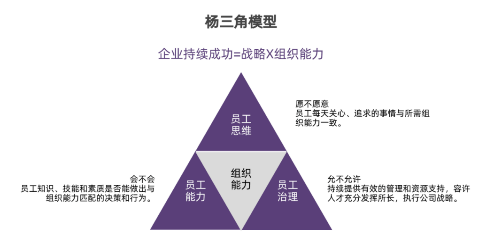 杨三角模型
企业持续成功=战略X组织能力
员工
思维
愿不愿意
员工每天关心、追求的事情与所需组
织能力一致。
组织
能力
会不会
员工知识、技能和素质是否能做出与
组织能力匹配的决策和行为。
员工
能力
员工
治理
允不允许
持续提供有效的管理和资源支持，容许
人才充分发挥所长，执行公司战略。